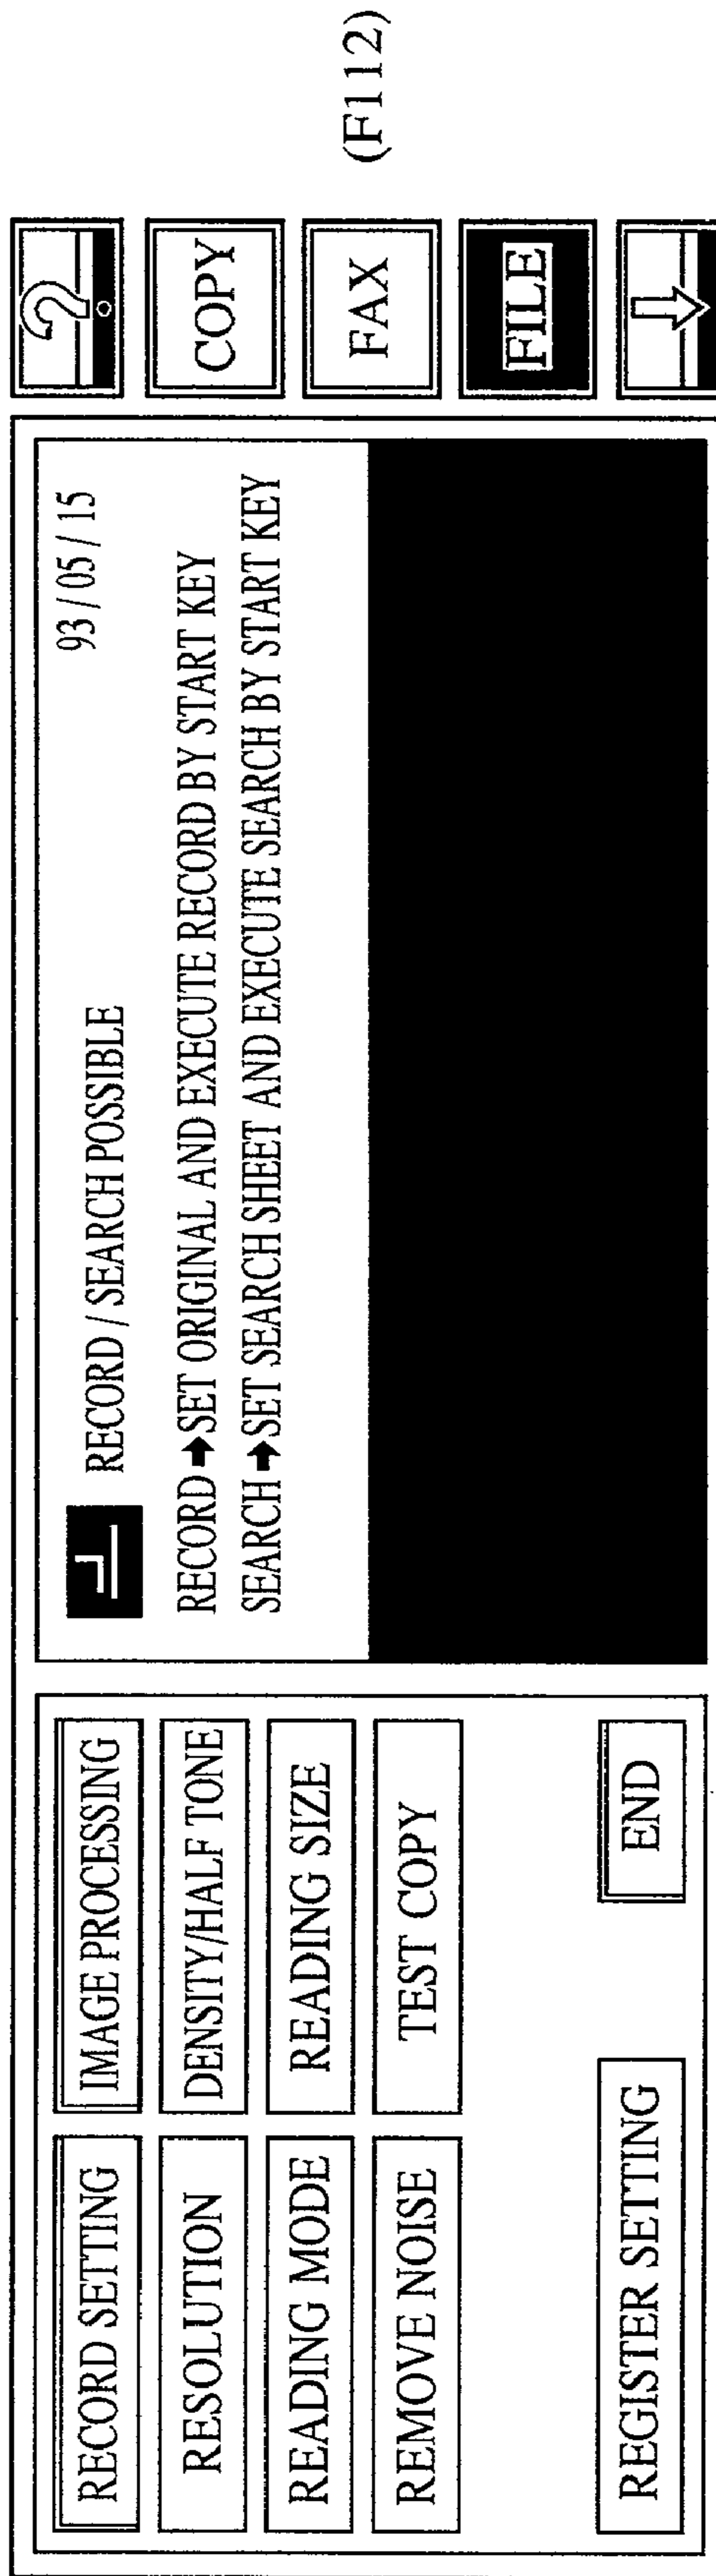 RECORD SETTING
IMAGE PROCESSING
RESOLUTION
DENSITY/HALF TONE
READING MODE
READING SIZE
REMOVE NOISE
TEST COPY
REGISTER SETTING
END
RECORD / SEARCH POSSIBLE
93 / 05 / 15
RECORD ➡ SET ORIGINAL AND EXECUTE RECORD BY START KEY
SEARCH ➡ SET SEARCH SHEET AND EXECUTE SEARCH BY START KEY
?
COPY
FAX
FILE
(F112)